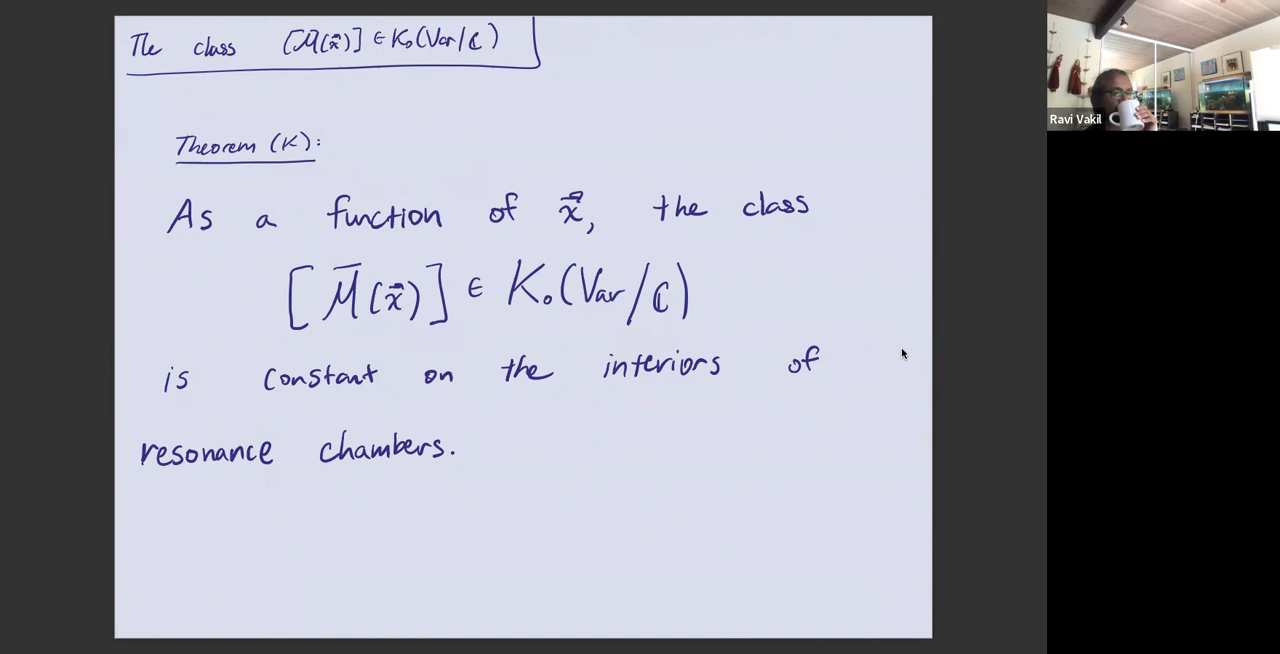 The class [M̄(x⃗)] ∈ K₀(Var/ℂ)
Theorem (K):
As a function of x⃗, the class
[M̄(x⃗)] ∈ K₀(Var/ℂ)
is constant on the interiors of
resonance chambers.
Ravi Vakil